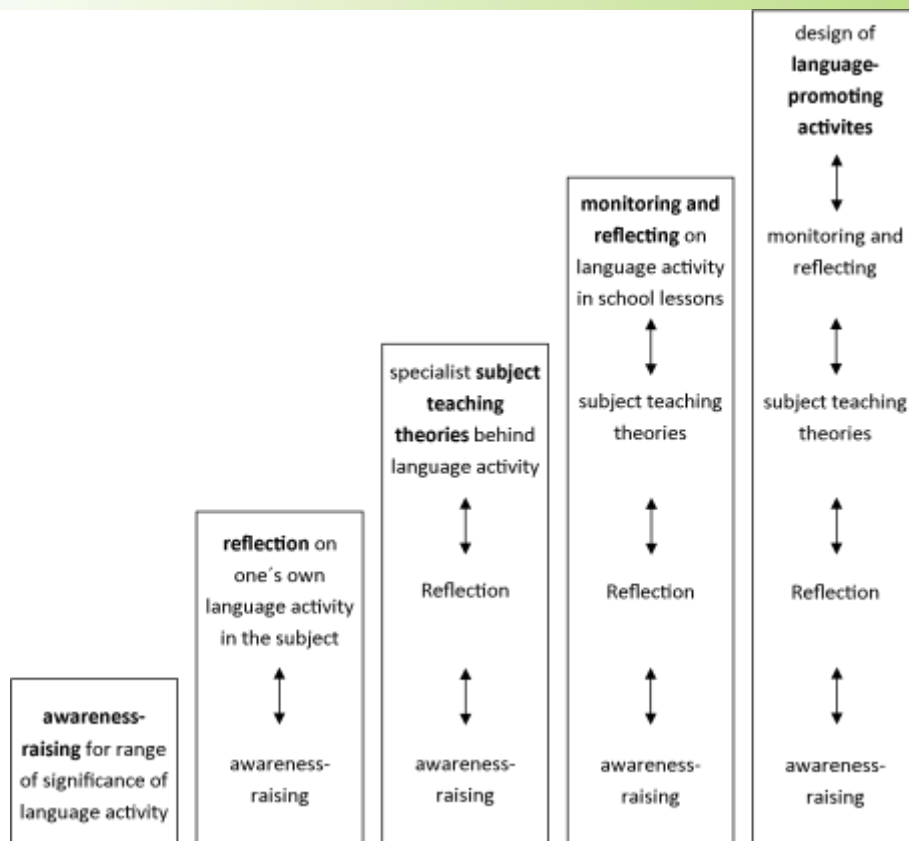 awareness-
raising for range
of significance of
language activity
reflection on
one´s own
language activity
in the subject
awareness-
raising
specialist subject
teaching
theories behind
language activity
Reflection
awareness-
raising
monitoring and
reflecting on
language activity
in school lessons
subject teaching
theories
Reflection
awareness-
raising
design of
language-
promoting
activites
monitoring and
reflecting
subject teaching
theories
Reflection
awareness-
raising